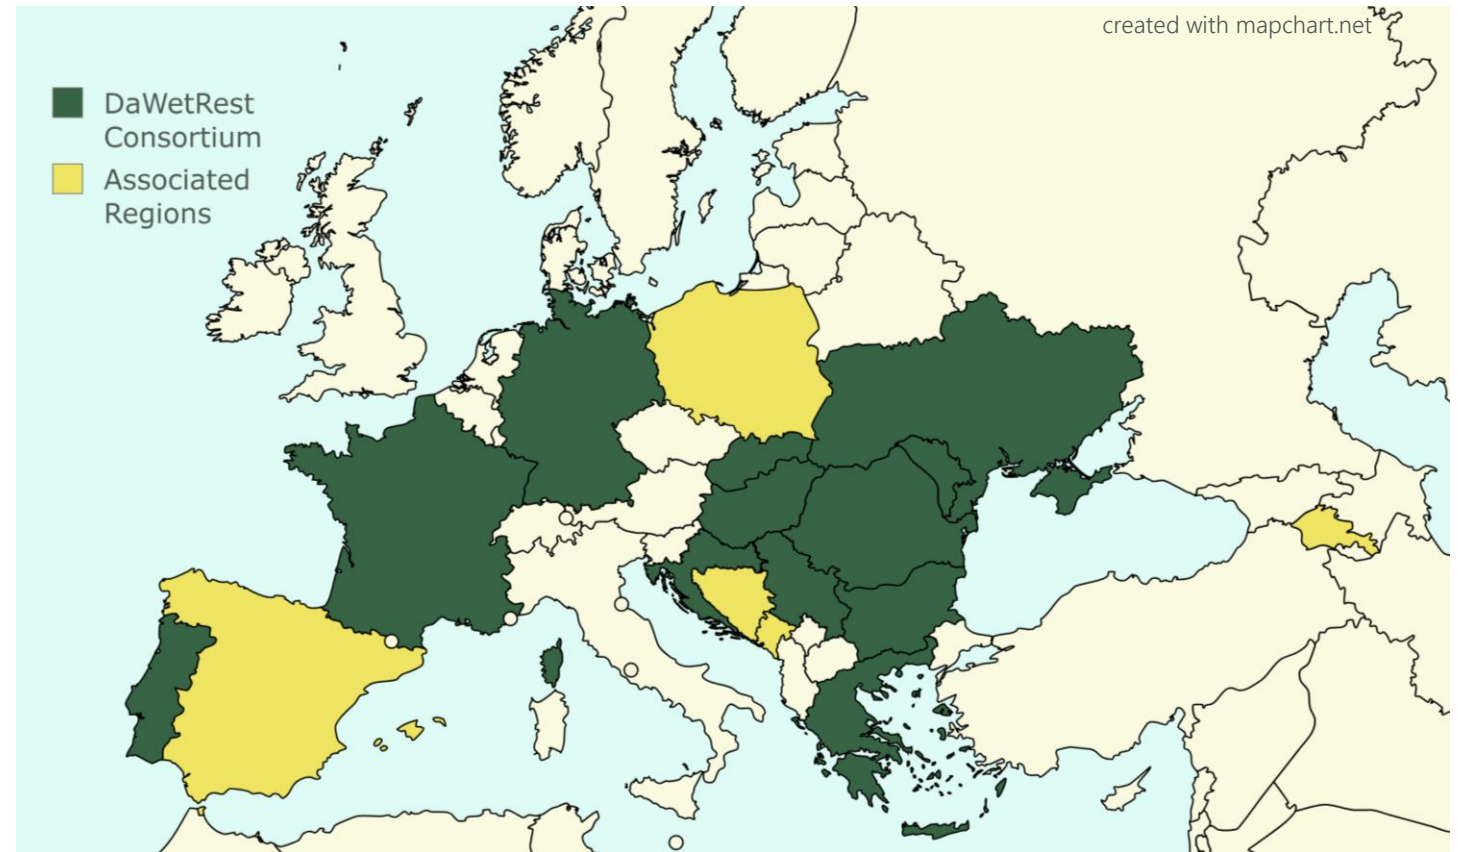 created with mapchart.net
DaWetRest
Consortium
Associated
Regions